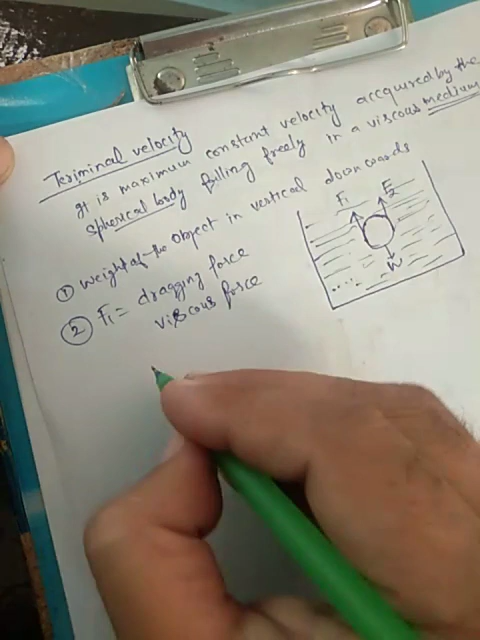 Terminal velocity
It is maximum constant velocity accquired by the
spherical body falling freely in a viscous medium
① Weight of the object in vertical downwards
② F1 = dragging force
viscous force
F1
F2
W